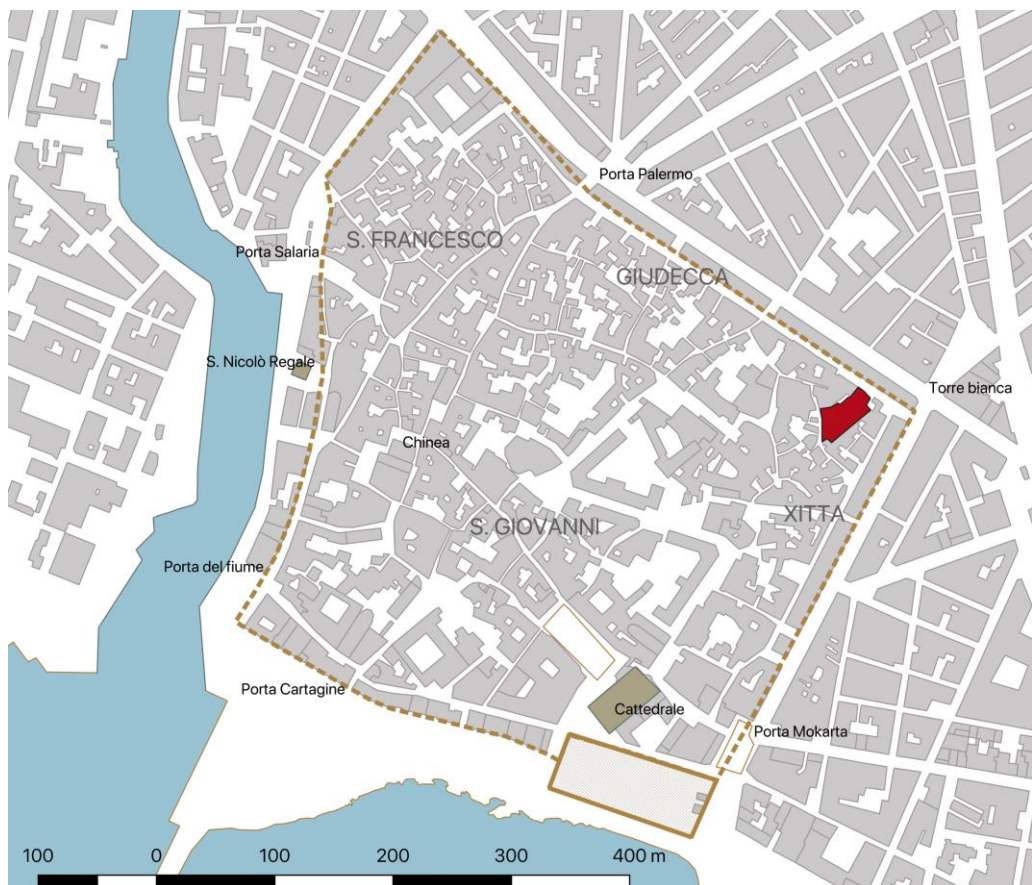 Porta Palermo
S. FRANCESCO
Porta Salaria
GIUDECCA
S. Nicolò Regale
Torre bianca
Chinea
XITTA
S. GIOVANNI
Porta del fiume
Porta Cartagine
Cattedrale
Porta Mokarta
100 0 100 200 300 400 m